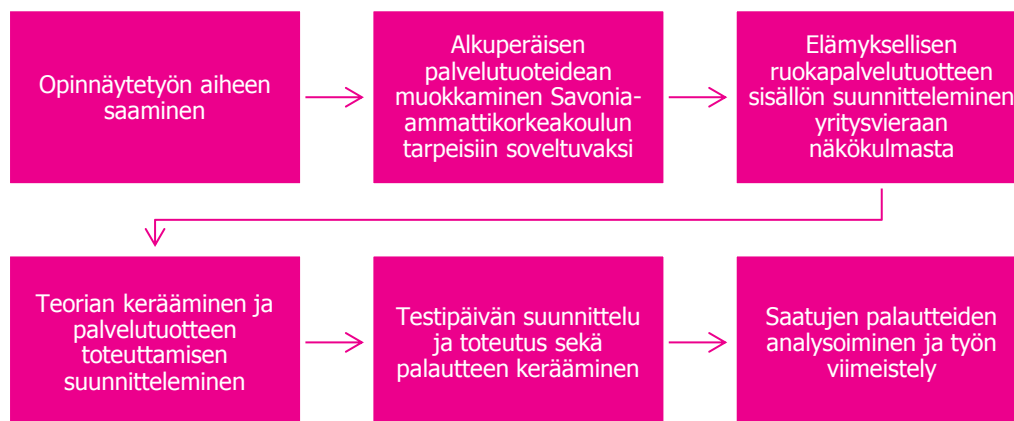 Opinnäytetyön aiheen
saaminen
Alkuperäisen
palvelutuoteidean
muokkaminen Savonia-
ammattikorkeakoulun
tarpeisiin soveltuvaksi
Elämyksellisen
ruokapalvelutuotteen
sisällön suunnitteleminen
yritysvieraan
näkökulmasta
Teorian kerääminen ja
palvelutuotteen
toteuttamisen
suunnitteleminen
Testipäivän suunnittelu
ja toteutus sekä
palautteen kerääminen
Saatujen palautteiden
analysoiminen ja työn
viimeistely